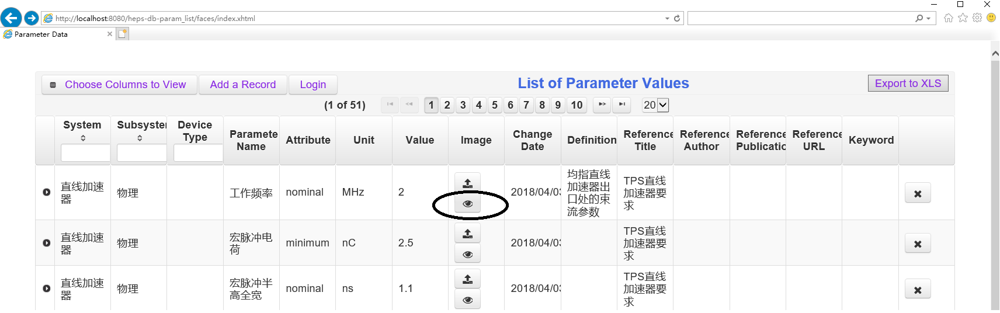 http://localhost:8080/heps-db-param_list/faces/index.xhtml
Parameter Data
Choose Columns to View
Add a Record
Login
List of Parameter Values
Export to XLS
(1 of 51)
1 2 3 4 5 6 7 8 9 10
20
System
Subsyster
Device
Type
Paramete
Name
Attribute
Unit
Value
Image
Change
Date
Definition
Reference
Title
Reference
Author
Reference
Publicatio
Reference
URL
Keyword
直线加速
器
物理
工作频率
nominal
MHz
2
2018/04/03
均指直线
加速器出
口处的束
流参数
TPS直线
加速器要
求
直线加速
器
物理
宏脉冲电
荷
minimum
nC
2.5
2018/04/03
TPS直线
加速器要
求
直线加速
器
物理
宏脉冲半
高全宽
nominal
ns
1.1
2018/04/03
TPS直线
加速器要
求